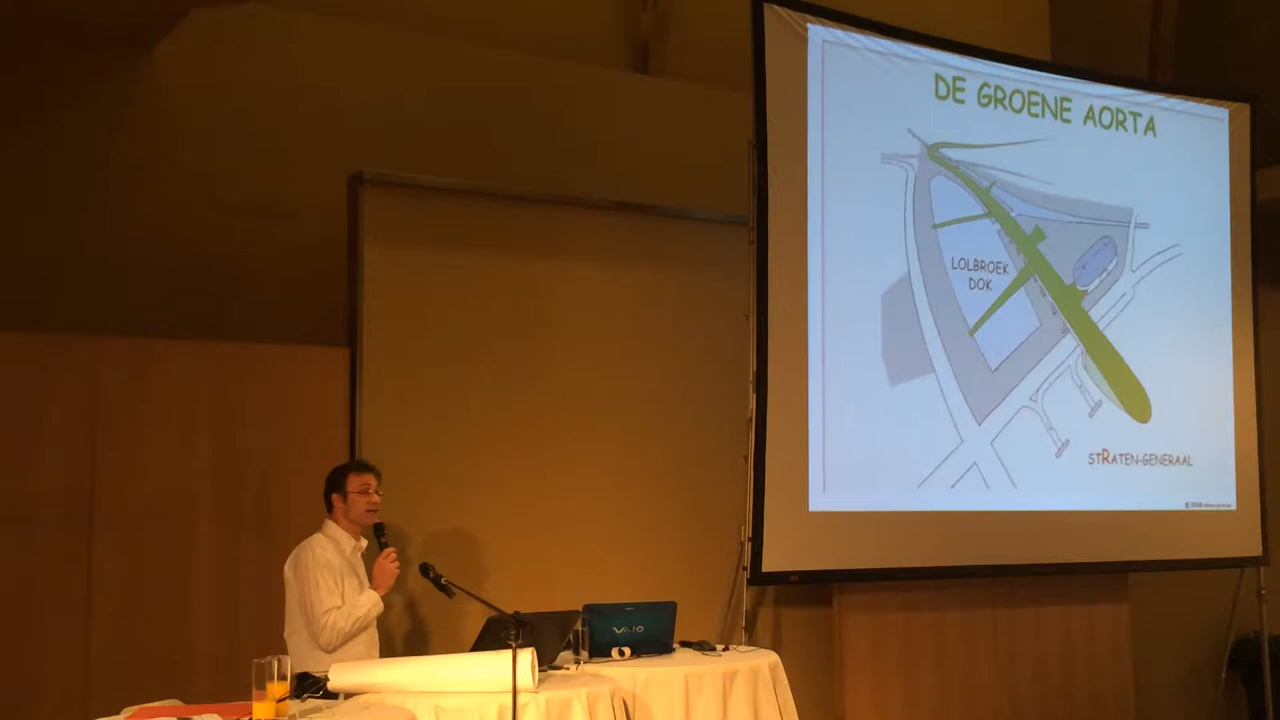 DE GROENE AORTA
LOLBROEK
DOK
STRATEN-GENERAAL
VAIO